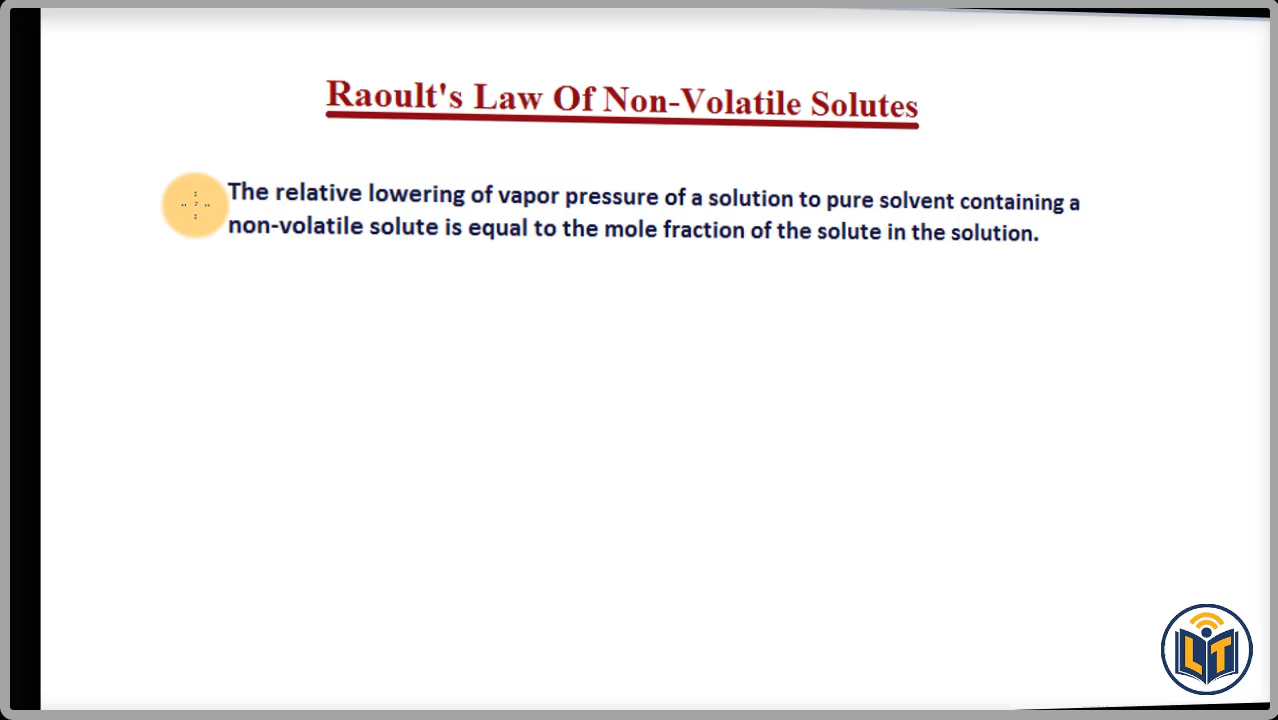 Raoult's Law Of Non-Volatile Solutes
The relative lowering of vapor pressure of a solution to pure solvent containing a
non-volatile solute is equal to the mole fraction of the solute in the solution.
LT